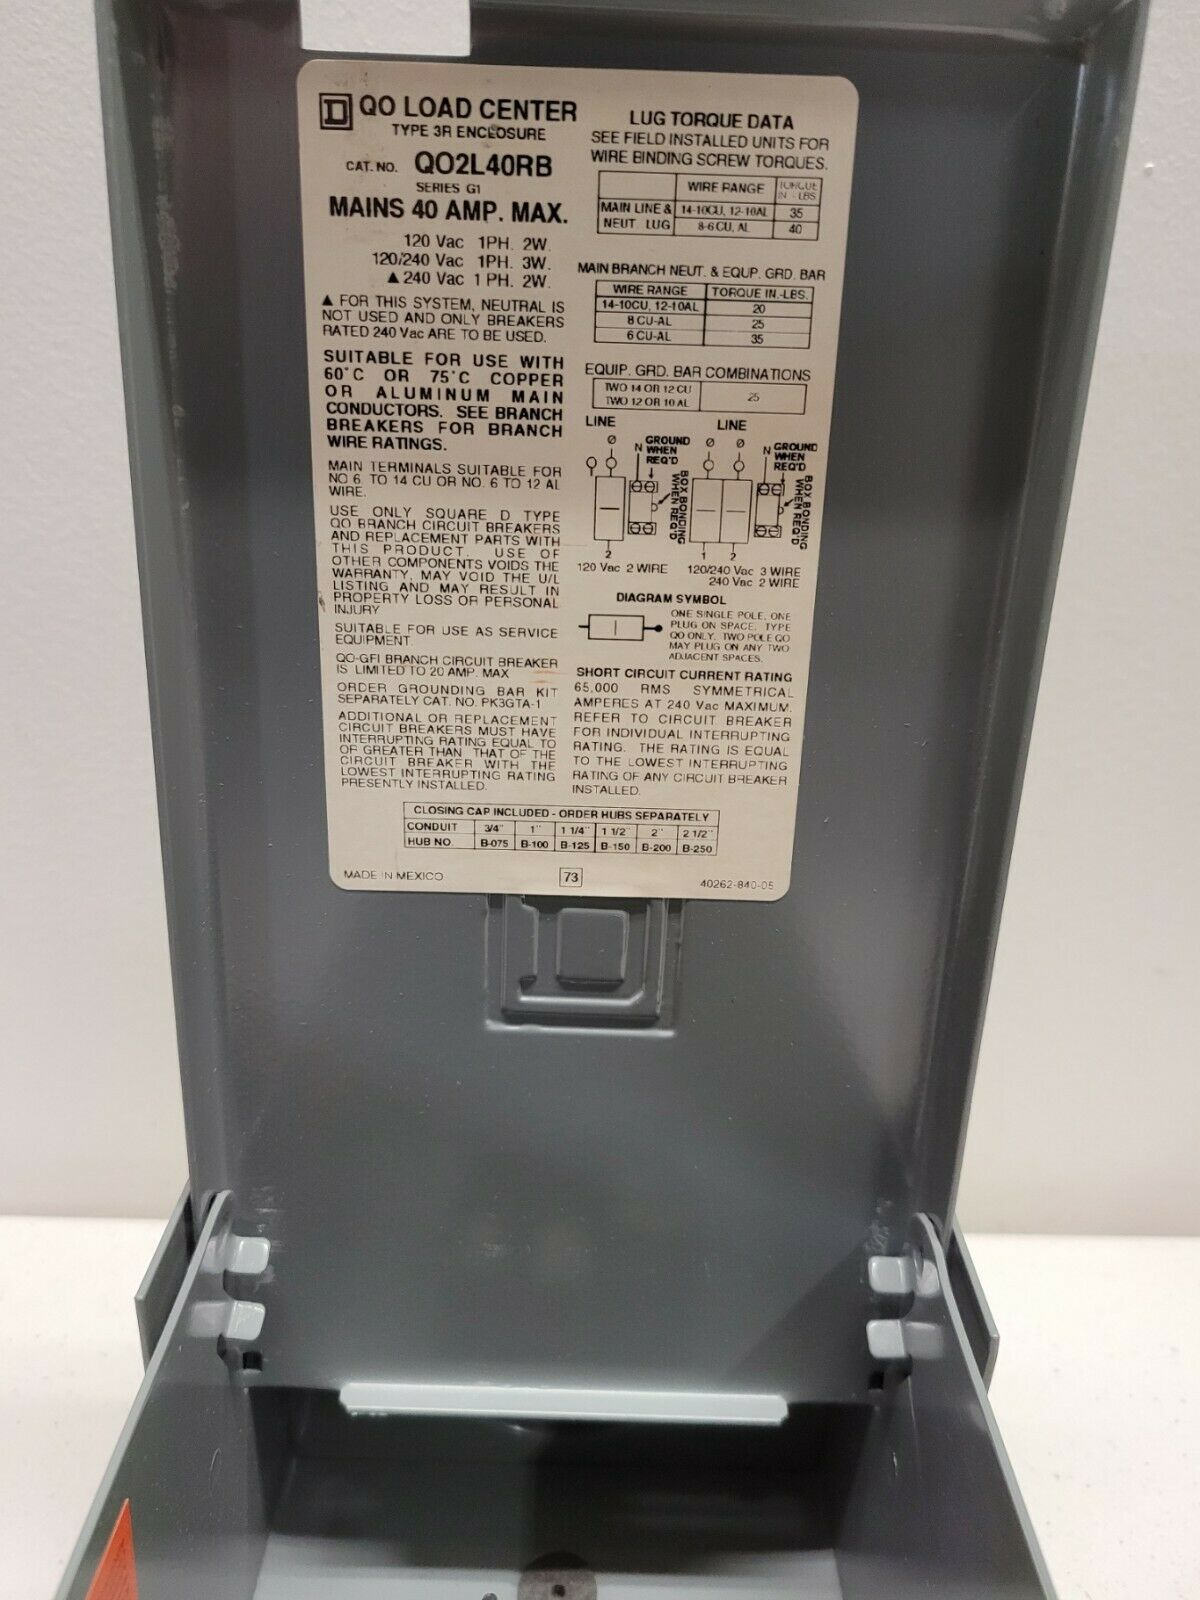 D QO LOAD CENTER
TYPE 3R ENCLOSURE
CAT. NO. QO2L40RB
SERIES G1
MAINS 40 AMP. MAX.
120 Vac 1PH. 2W.
120/240 Vac 1PH. 3W.
▲ 240 Vac 1 PH. 2W.
▲ FOR THIS SYSTEM, NEUTRAL IS
NOT USED AND ONLY BREAKERS
RATED 240 Vac ARE TO BE USED.
SUITABLE FOR USE WITH
60°C OR 75°C COPPER
OR ALUMINUM MAIN
CONDUCTORS. SEE BRANCH
BREAKERS FOR BRANCH
WIRE RATINGS.
MAIN TERMINALS SUITABLE FOR
NO 6 TO 14 CU OR NO. 6 TO 12 AL
WIRE.
USE ONLY SQUARE D TYPE
QO BRANCH CIRCUIT BREAKERS
AND REPLACEMENT PARTS WITH
THIS PRODUCT. USE OF
OTHER COMPONENTS VOIDS THE
WARRANTY, MAY VOID THE U/L
LISTING AND MAY RESULT IN
PROPERTY LOSS OR PERSONAL
INJURY
SUITABLE FOR USE AS SERVICE
EQUIPMENT.
QO-GFI BRANCH CIRCUIT BREAKER
IS LIMITED TO 20 AMP. MAX
ORDER GROUNDING BAR KIT
SEPARATELY CAT. NO. PK3GTA-1
ADDITIONAL OR REPLACEMENT
CIRCUIT BREAKERS MUST HAVE
INTERRUPTING RATING EQUAL TO
OF GREATER THAN THAT OF THE
CIRCUIT BREAKER WITH THE
LOWEST INTERRUPTING RATING
PRESENTLY INSTALLED.
LUG TORQUE DATA
SEE FIELD INSTALLED UNITS FOR
WIRE BINDING SCREW TORQUES.
WIRE RANGE TORQUE IN.-LBS
MAIN LINE & 14-10CU, 12-10AL 35
NEUT. LUG 8-6 CU, AL 40
MAIN BRANCH NEUT. & EQUP. GRD. BAR
WIRE RANGE TORQUE IN.-LBS.
14-10CU, 12-10AL 20
8 CU-AL 25
6 CU-AL 35
EQUIP. GRD. BAR COMBINATIONS
TWO 14 OR 12 CU
TWO 12 OR 10 AL 25
LINE LINE
N GROUND WHEN REQ'D N GROUND WHEN REQ'D
BOX BONDING WHEN REQ'D BOX BONDING WHEN REQ'D
2 1 2
120 Vac 2 WIRE 120/240 Vac 3 WIRE
240 Vac 2 WIRE
DIAGRAM SYMBOL
ONE SINGLE POLE, ONE
PLUG ON SPACE, TYPE
QO ONLY. TWO POLE QO
MAY PLUG ON ANY TWO
ADJACENT SPACES.
SHORT CIRCUIT CURRENT RATING
65,000 RMS SYMMETRICAL
AMPERES AT 240 Vac MAXIMUM.
REFER TO CIRCUIT BREAKER
FOR INDIVIDUAL INTERRUPTING
RATING. THE RATING IS EQUAL
TO THE LOWEST INTERRUPTING
RATING OF ANY CIRCUIT BREAKER
INSTALLED.
CLOSING CAP INCLUDED - ORDER HUBS SEPARATELY
CONDUIT 3/4" 1" 1 1/4" 1 1/2" 2" 2 1/2"
HUB NO. B-075 B-100 B-125 B-150 B-200 B-250
MADE IN MEXICO 73 40262-840-05